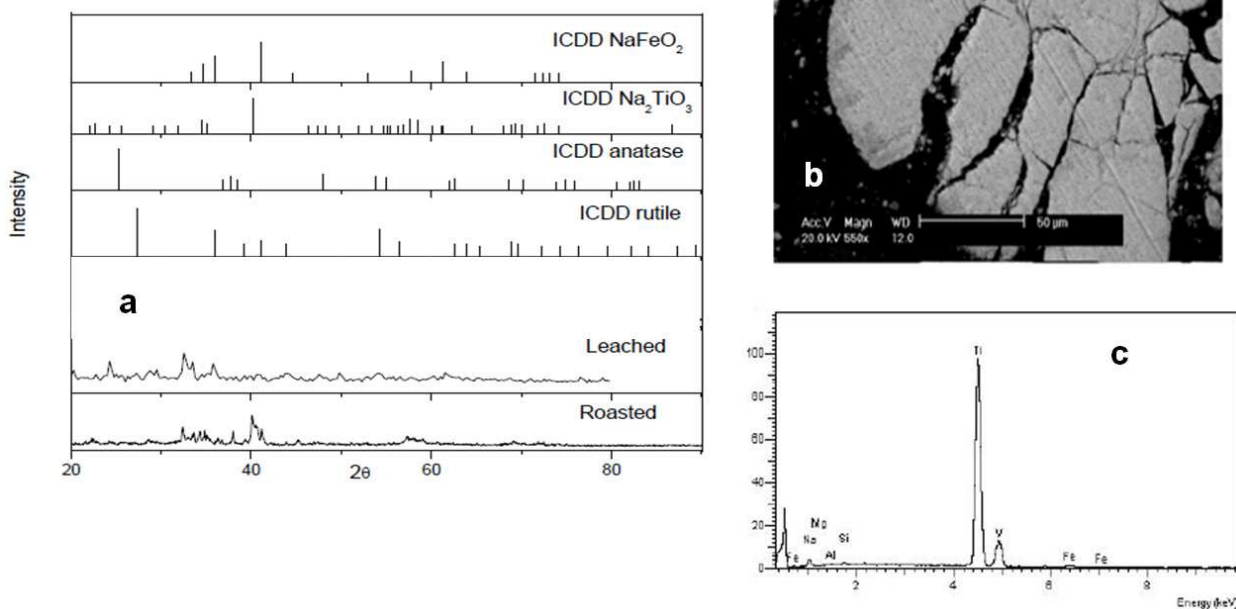 Intensity
ICDD NaFeO₂
ICDD Na₂TiO₃
ICDD anatase
ICDD rutile
a
Leached
Roasted
20 40 2θ 60 80
b
Acc.V Magn WD 50 µm
20.0 kV 550x 12.0
c
Ti
100
80
60
40
20
0
V
Mg
Na Si
Fe Al Fe Fe
2 4 6 8
Energy (keV)